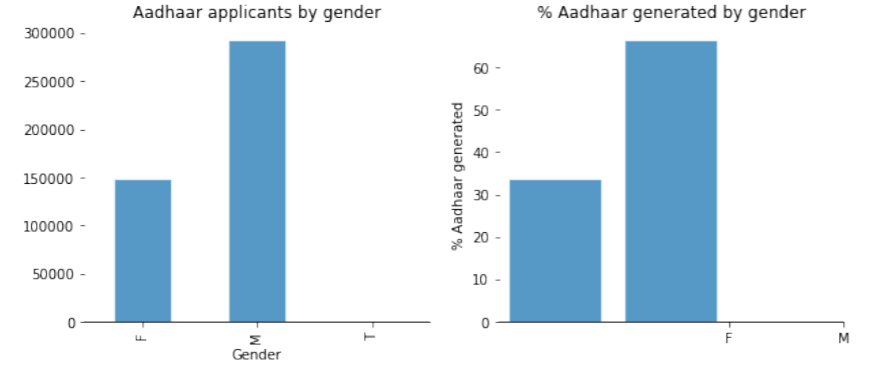 Aadhaar applicants by gender
300000
250000
200000
150000
100000
50000
0
F
M
T
Gender
% Aadhaar generated by gender
% Aadhaar generated
60
50
40
30
20
10
0
F
M